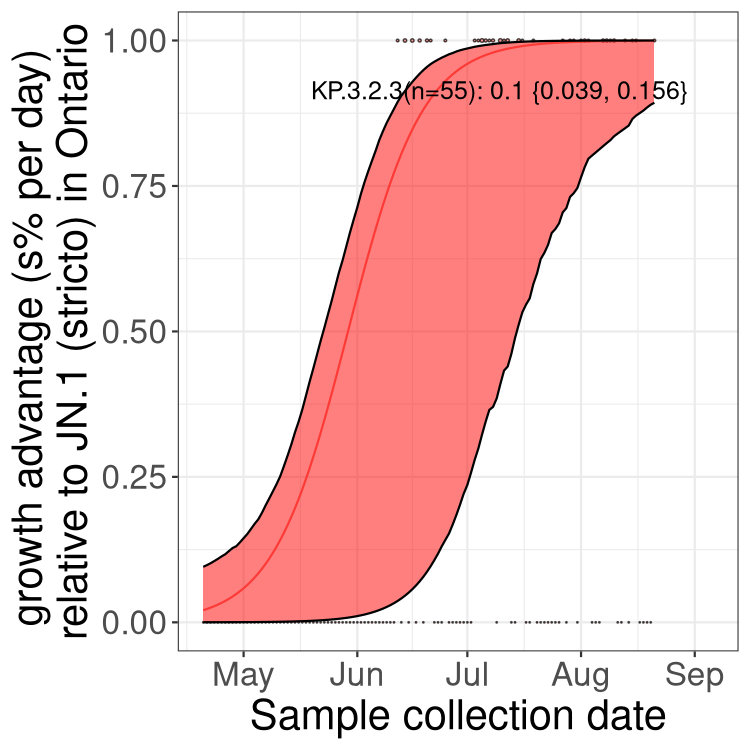 growth advantage (s% per day)
relative to JN.1 (stricto) in Ontario
1.00
0.75
0.50
0.25
0.00
KP.3.2.3(n=55): 0.1 {0.039, 0.156}
May Jun Jul Aug Sep
Sample collection date